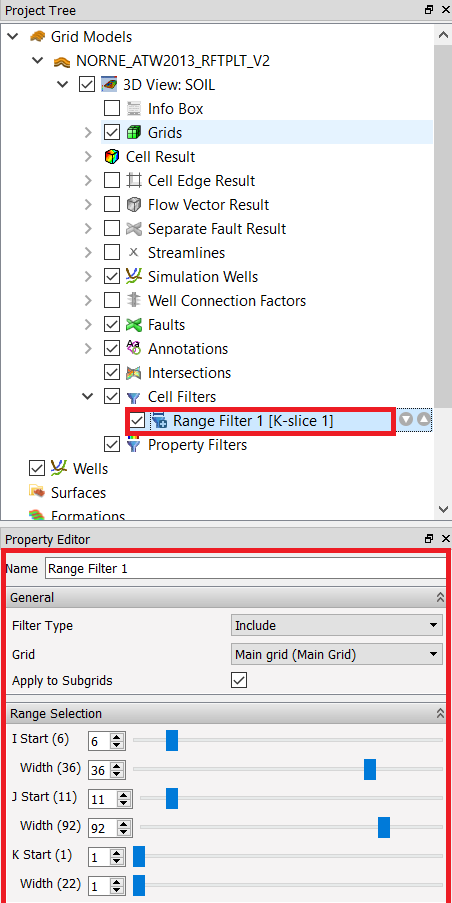 Project Tree
Grid Models
NORNE_ATW2013_RFTPLT_V2
3D View: SOIL
Info Box
Grids
Cell Result
Cell Edge Result
Flow Vector Result
Separate Fault Result
Streamlines
Simulation Wells
Well Connection Factors
Faults
Annotations
Intersections
Cell Filters
Range Filter 1 [K-slice 1]
Property Filters
Wells
Surfaces
Formations
Property Editor
Name Range Filter 1
General
Filter Type Include
Grid Main grid (Main Grid)
Apply to Subgrids
Range Selection
I Start (6) 6
Width (36) 36
J Start (11) 11
Width (92) 92
K Start (1) 1
Width (22) 1